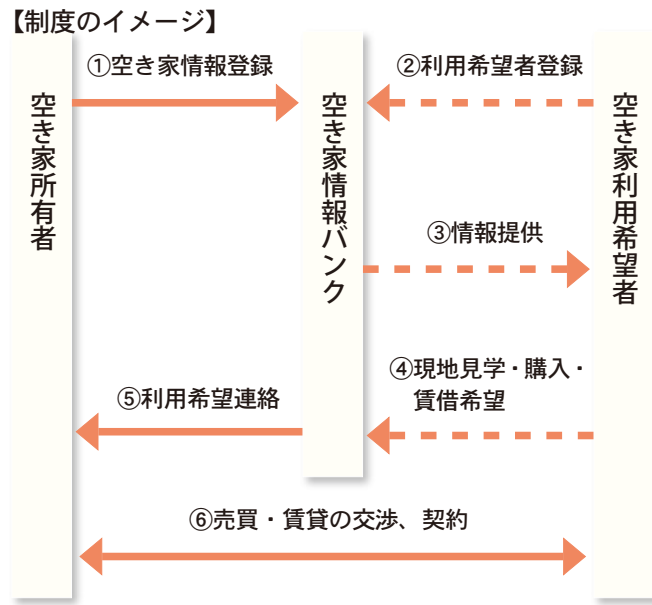 【制度のイメージ】
①空き家情報登録
②利用希望者登録
空き家所有者
空き家情報バンク
空き家利用希望者
③情報提供
④現地見学・購入・
賃借希望
⑤利用希望連絡
⑥売買・賃貸の交渉、契約